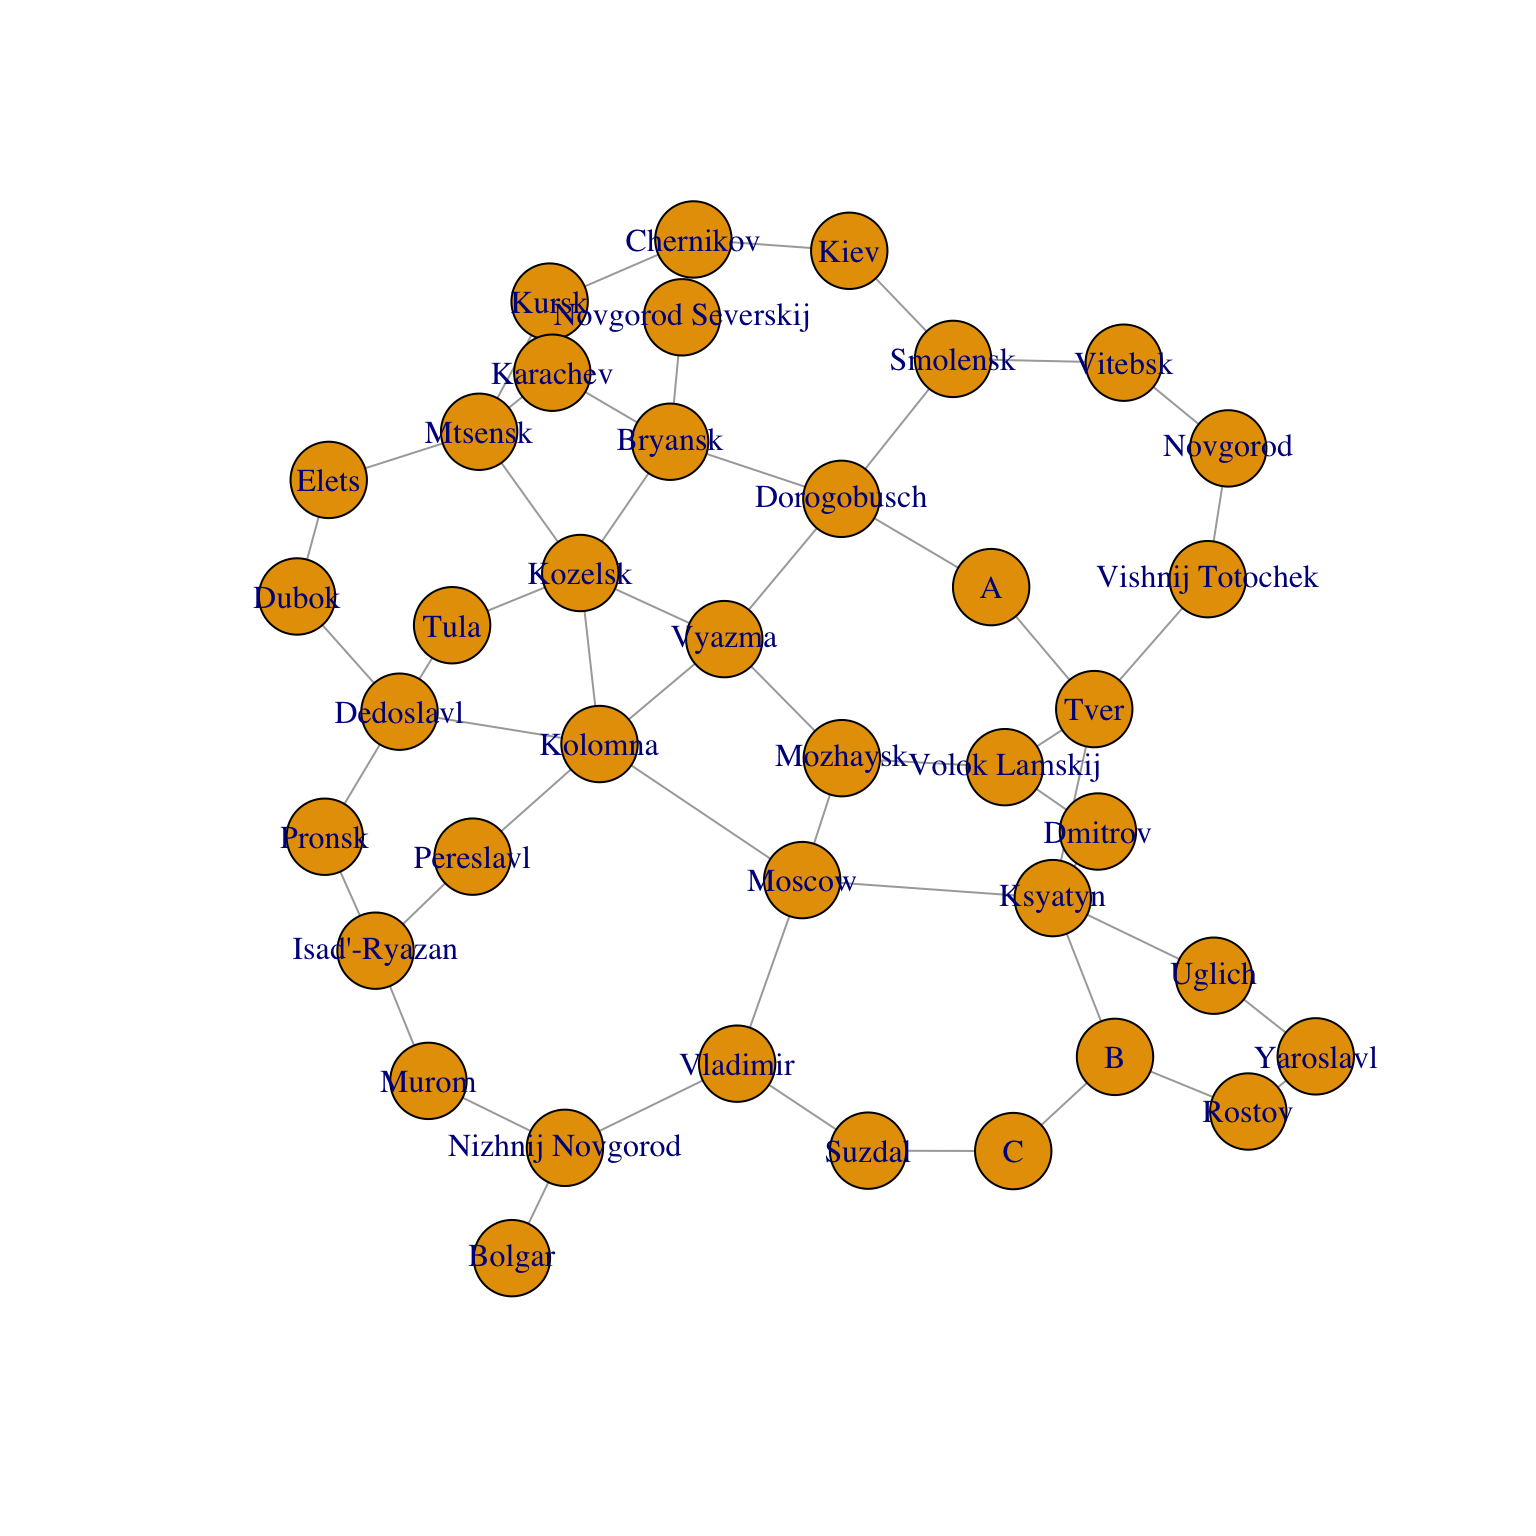 Chernikov
Kiev
Kursk
Novgorod Severskij
Karachev
Smolensk
Vitebsk
Mtsensk
Bryansk
Novgorod
Elets
Dorogobusch
Kozelsk
A
Vishnij Totochek
Dubok
Tula
Vyazma
Dedoslavl
Tver
Kolomna
Mozhaysk
Volok Lamskij
Pronsk
Dmitrov
Pereslavl
Moscow
Ksyatyn
Isad'-Ryazan
Uglich
Vladimir
B
Yaroslavl
Murom
Rostov
Nizhnij Novgorod
Suzdal
C
Bolgar